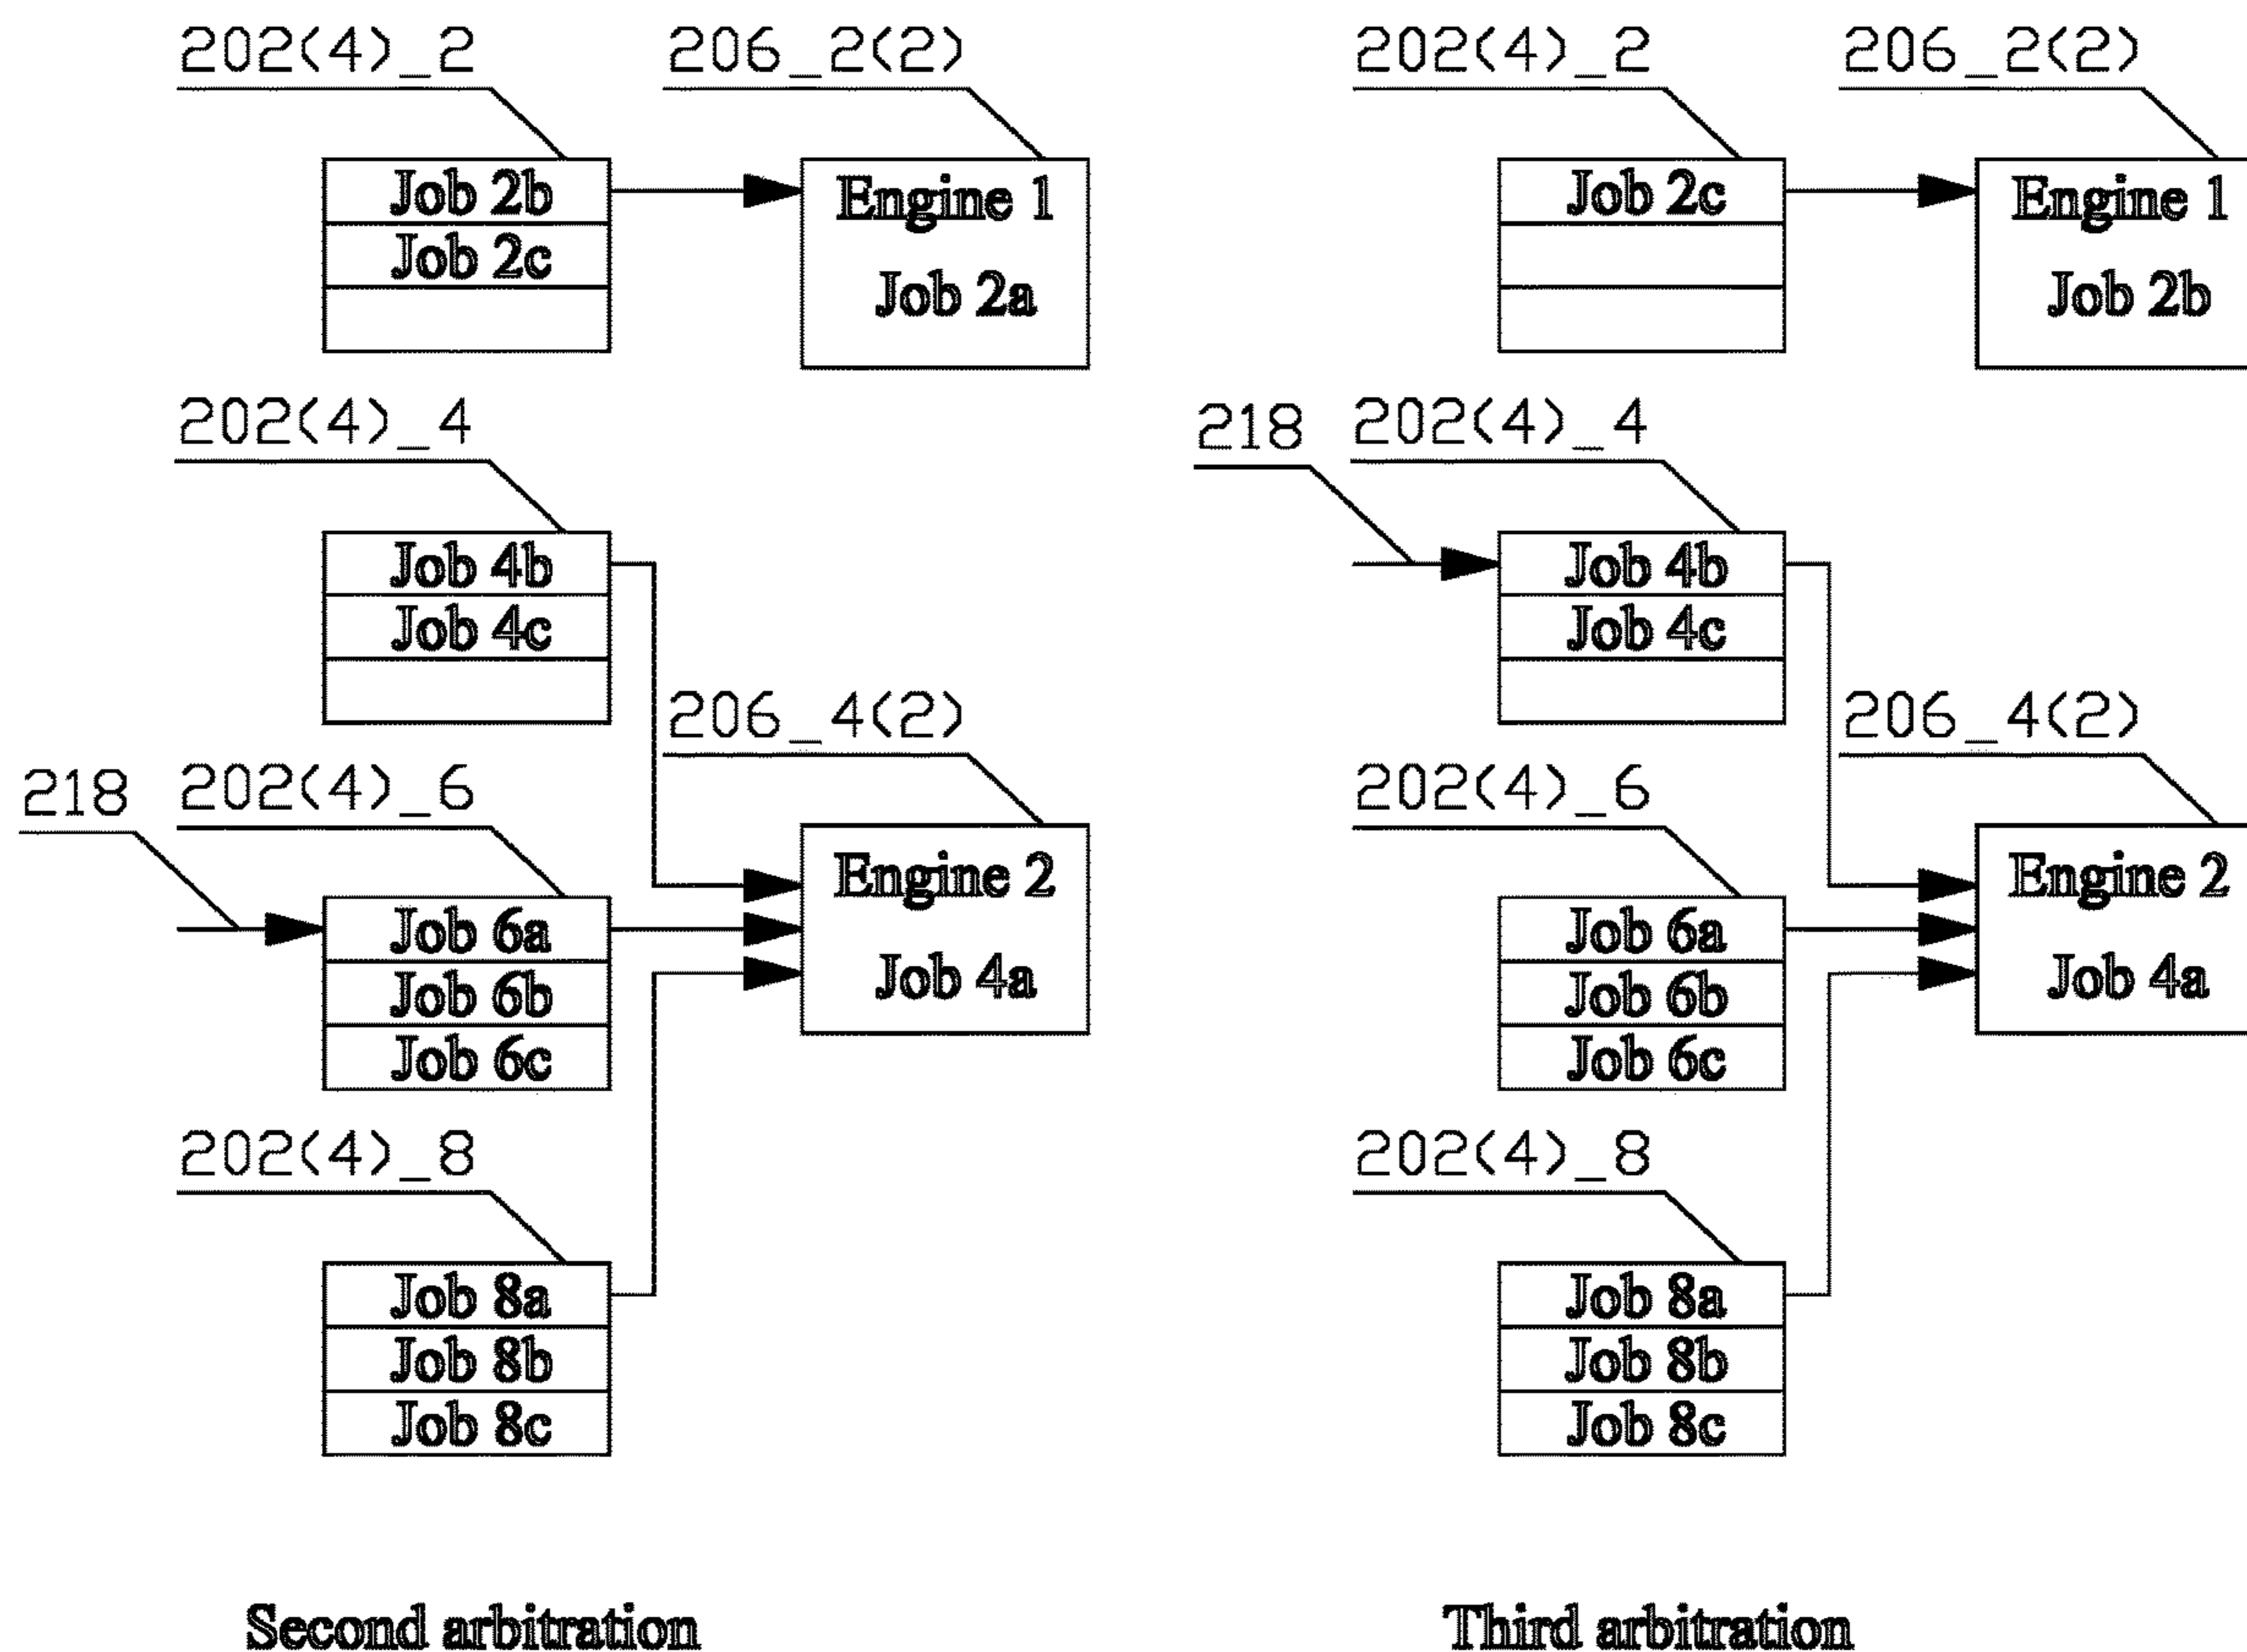 202(4)_2
206_2(2)
Job 2b
Job 2c
Engine 1
Job 2a
202(4)_4
Job 4b
Job 4c
206_4(2)
218
202(4)_6
Job 6a
Job 6b
Job 6c
Engine 2
Job 4a
202(4)_8
Job 8a
Job 8b
Job 8c
Second arbitration
202(4)_2
206_2(2)
Job 2c
Engine 1
Job 2b
218
202(4)_4
Job 4b
Job 4c
206_4(2)
202(4)_6
Job 6a
Job 6b
Job 6c
Engine 2
Job 4a
202(4)_8
Job 8a
Job 8b
Job 8c
Third arbitration